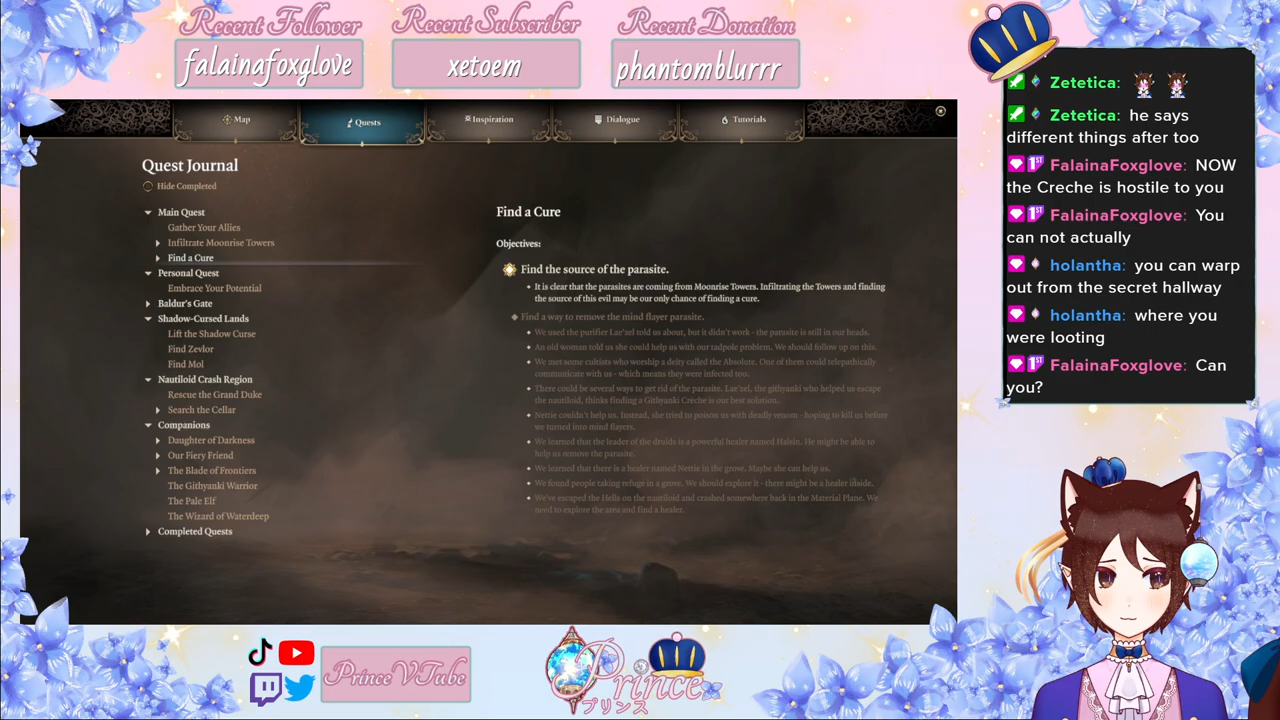 Recent Follower
Recent Subscriber
Recent Donation
falainafoxglove
xetoem
phantomblurrr
Map
Quests
Inspiration
Dialogue
Tutorials
Quest Journal
Hide Completed
Main Quest
Gather Your Allies
Infiltrate Moonrise Towers
Find a Cure
Personal Quest
Embrace Your Potential
Baldur's Gate
Shadow-Cursed Lands
Lift the Shadow Curse
Find Zevlor
Find Mol
Nautiloid Crash Region
Rescue the Grand Duke
Search the Cellar
Companions
Daughter of Darkness
Our Fiery Friend
The Blade of Frontiers
The Githyanki Warrior
The Pale Elf
The Wizard of Waterdeep
Completed Quests
Find a Cure
Objectives:
Find the source of the parasite.
It is clear that the parasites are coming from Moonrise Towers. Infiltrating the Towers and finding
the source of this evil may be our only chance of finding a cure.
Find a way to remove the mind flayer parasite.
We used the purifier Lae'zel told us about, but it didn't work - the parasite is still in our heads.
An old woman told us she could help us with our tadpole problem. We should follow up on this.
We met some cultists who worship a deity called the Absolute. One of them could telepathically
communicate with us - which means they were infected too.
There could be several ways to get rid of the parasite. Lae'zel, the githyanki who helped us escape
the nautiloid, thinks finding a Githyanki Crèche is our best solution.
Nettie couldn't help us. Instead, she tried to poison us with deadly venom - hoping to kill us before
we turned into mind flayers.
We learned that the leader of the druids is a powerful healer named Halsin. He might be able to
help us remove the parasite.
We learned that there is a healer named Nettie in the grove. Maybe she can help us.
We found people taking refuge in a grove. We should explore it - there might be a healer inside.
We've escaped the Hells on the nautiloid and crashed somewhere back in the Material Plane. We
need to explore the area and find a healer.
Zetetica:
Zetetica: he says
different things after too
FalainaFoxglove: NOW
the Creche is hostile to you
FalainaFoxglove: You
can not actually
holantha: you can warp
out from the secret hallway
holantha: where you
were looting
FalainaFoxglove: Can
you?
1ST
1ST
1ST
Prince VTube
Prince
プリンス